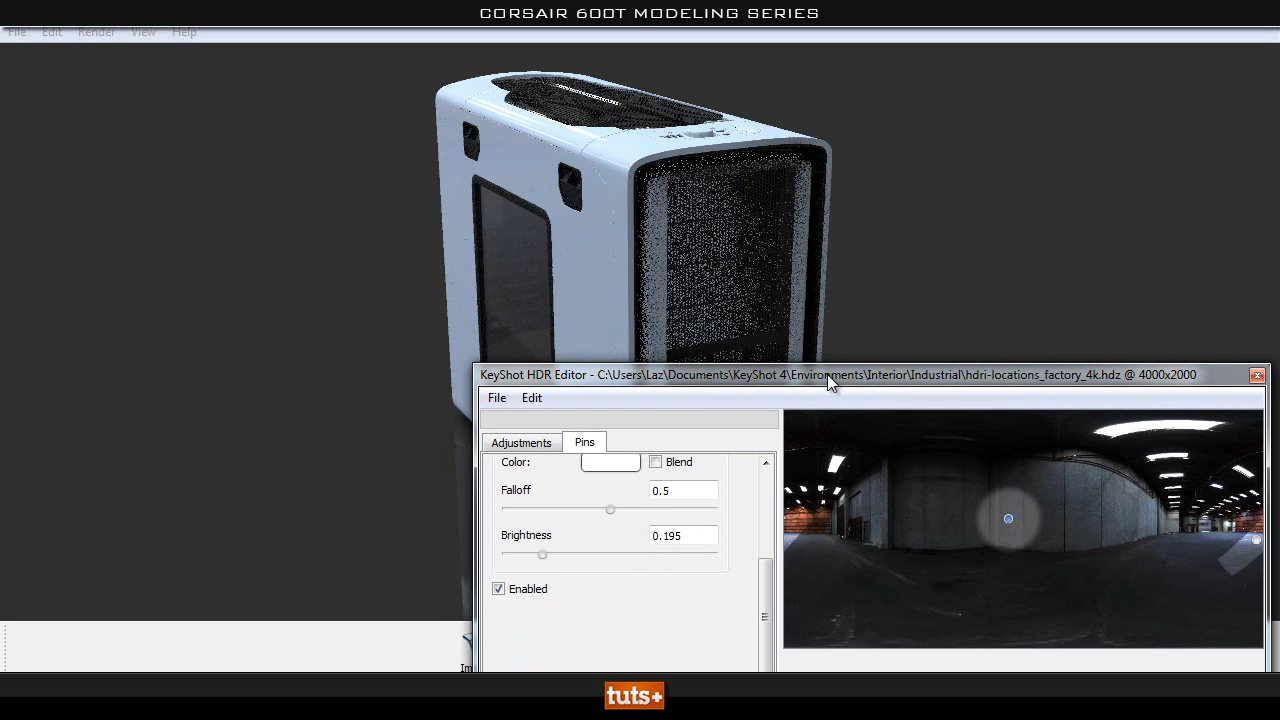 CORSAIR 600T MODELING SERIES
File Edit Render View Help
KeyShot HDR Editor - C:\Users\Laz\Documents\KeyShot 4\Environments\Interior\Industrial\hdri-locations_factory_4k.hdz @ 4000x2000
File Edit
Adjustments Pins
Color: Blend
Falloff 0.5
Brightness 0.195
Enabled
Im
tuts+